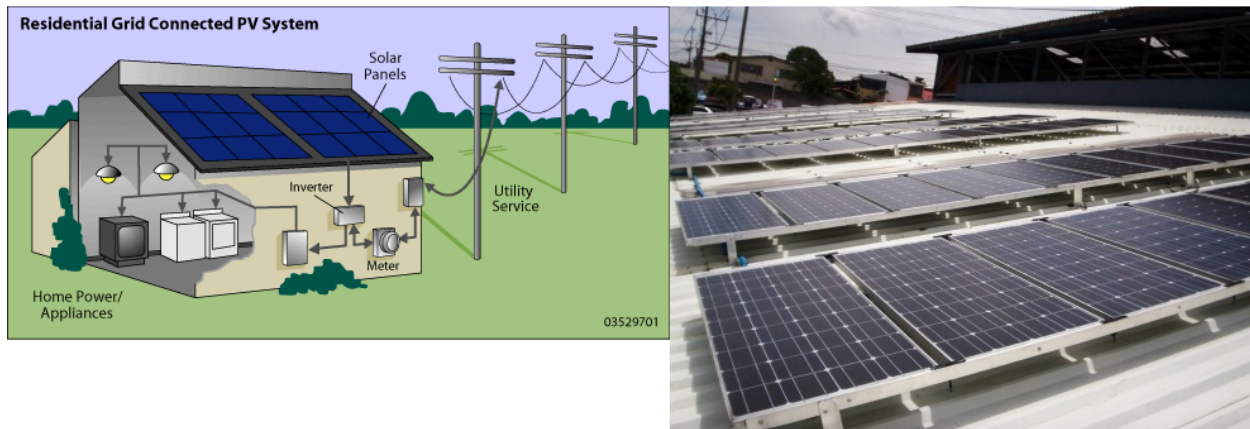 Residential Grid Connected PV System
Solar
Panels
Inverter
Utility
Service
Meter
Home Power/
Appliances
03529701